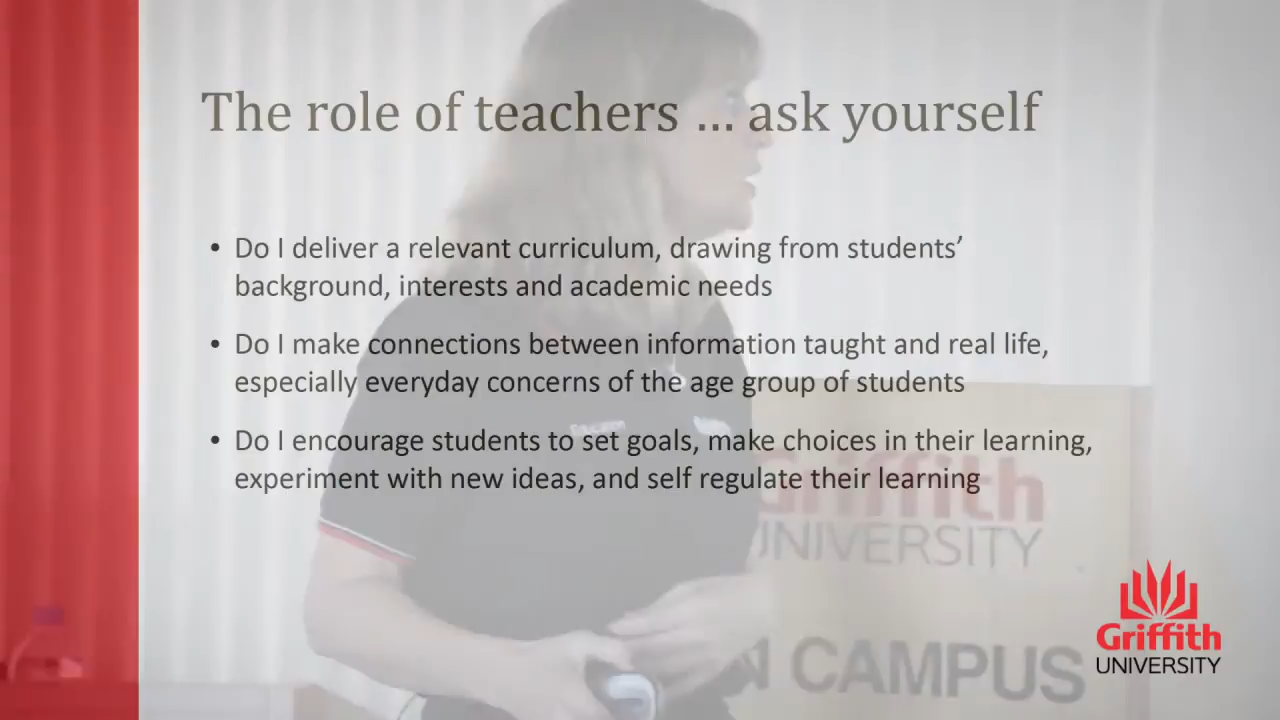 The role of teachers … ask yourself
• Do I deliver a relevant curriculum, drawing from students’
background, interests and academic needs
• Do I make connections between information taught and real life,
especially everyday concerns of the age group of students
• Do I encourage students to set goals, make choices in their learning,
experiment with new ideas, and self regulate their learning
Griffith
UNIVERSITY
CAMPUS
Griffith
UNIVERSITY